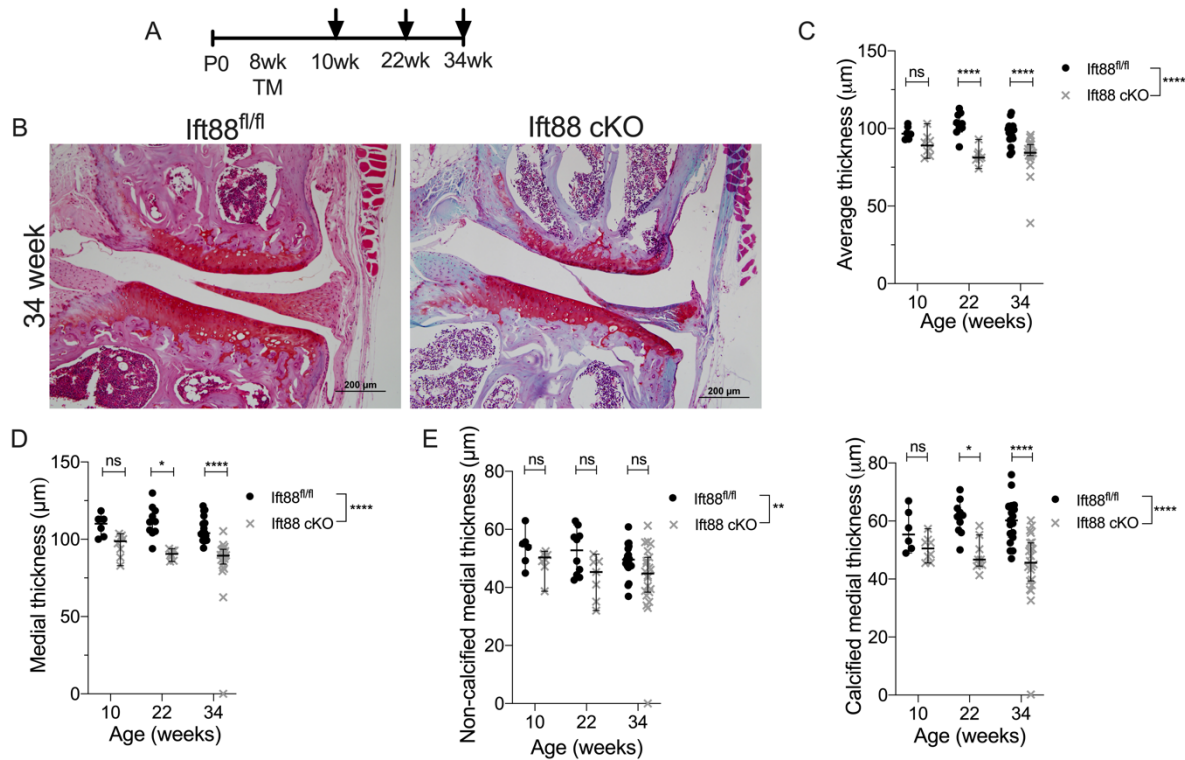 A
P0
8wk
TM
10wk
22wk
34wk
B
Ift88fl/fl
Ift88 cKO
34 week
200 µm
200 µm
C
Average thickness (µm)
150
100
50
0
ns
****
****
Ift88fl/fl
Ift88 cKO
****
10
22
34
Age (weeks)
D
Medial thickness (µm)
150
100
50
0
ns
*
****
Ift88fl/fl
Ift88 cKO
****
10
22
34
Age (weeks)
E
Non-calcified medial thickness (µm)
80
60
40
20
0
ns
ns
ns
Ift88fl/fl
Ift88 cKO
**
10
22
34
Age (weeks)
Calcified medial thickness (µm)
80
60
40
20
0
ns
*
****
Ift88fl/fl
Ift88 cKO
****
10
22
34
Age (weeks)